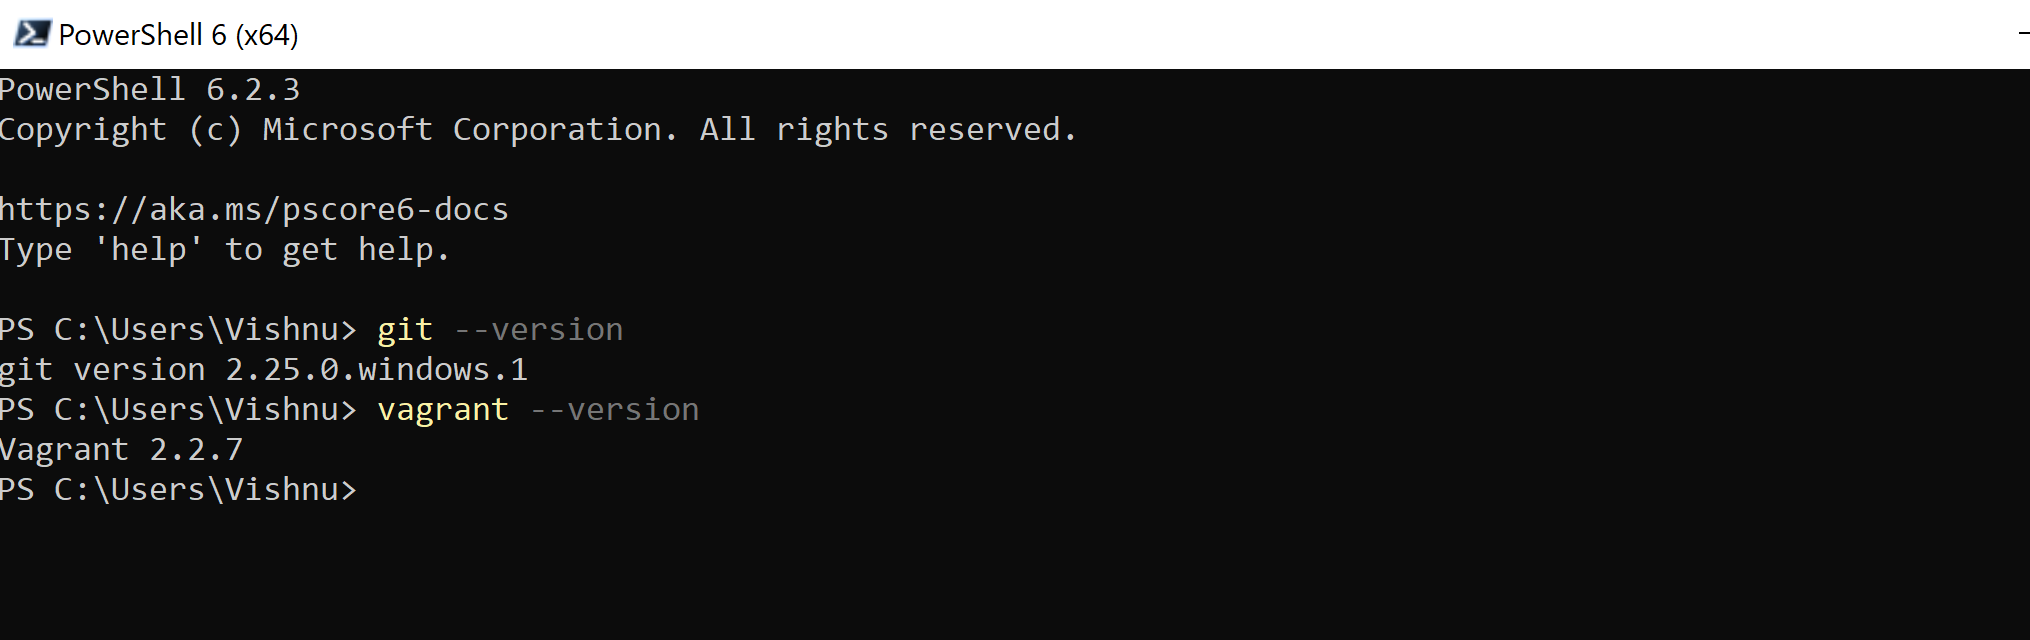 PowerShell 6 (x64)
PowerShell 6.2.3
Copyright (c) Microsoft Corporation. All rights reserved.
https://aka.ms/pscore6-docs
Type 'help' to get help.
PS C:\Users\Vishnu> git --version
git version 2.25.0.windows.1
PS C:\Users\Vishnu> vagrant --version
Vagrant 2.2.7
PS C:\Users\Vishnu>